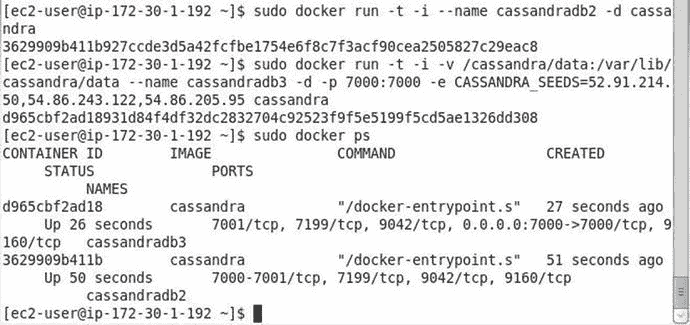 [ec2-user@ip-172-30-1-192 ~]$ sudo docker run -t -i --name cassandradb2 -d cassa
ndra
3629909b411b927ccde3d5a42fcfbe1754e6f8c7f3acf90cea2505827c29eac8
[ec2-user@ip-172-30-1-192 ~]$ sudo docker run -t -i -v /cassandra/data:/var/lib/
cassandra/data --name cassandradb3 -d -p 7000:7000 -e CASSANDRA_SEEDS=52.91.214.
50,54.86.243.122,54.86.205.95 cassandra
d965cbf2ad18931d84f4df32dc2832704c92523f9f5e5199f5cd5ae1326dd308
[ec2-user@ip-172-30-1-192 ~]$ sudo docker ps
CONTAINER ID        IMAGE               COMMAND                CREATED
     STATUS              PORTS
          NAMES
d965cbf2ad18        cassandra           "/docker-entrypoint.s"   27 seconds ago
     Up 26 seconds       7001/tcp, 7199/tcp, 9042/tcp, 0.0.0.0:7000->7000/tcp, 9
160/tcp   cassandradb3
3629909b411b        cassandra           "/docker-entrypoint.s"   51 seconds ago
     Up 50 seconds       7000-7001/tcp, 7199/tcp, 9042/tcp, 9160/tcp
          cassandradb2
[ec2-user@ip-172-30-1-192 ~]$